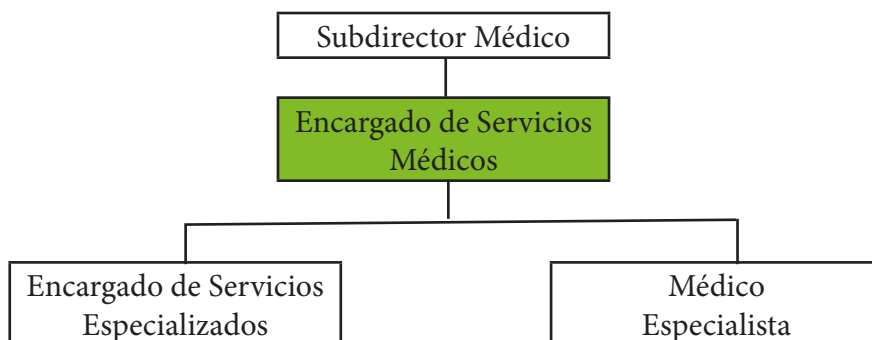 Subdirector Médico
Encargado de Servicios
Médicos
Encargado de Servicios
Especializados
Médico
Especialista